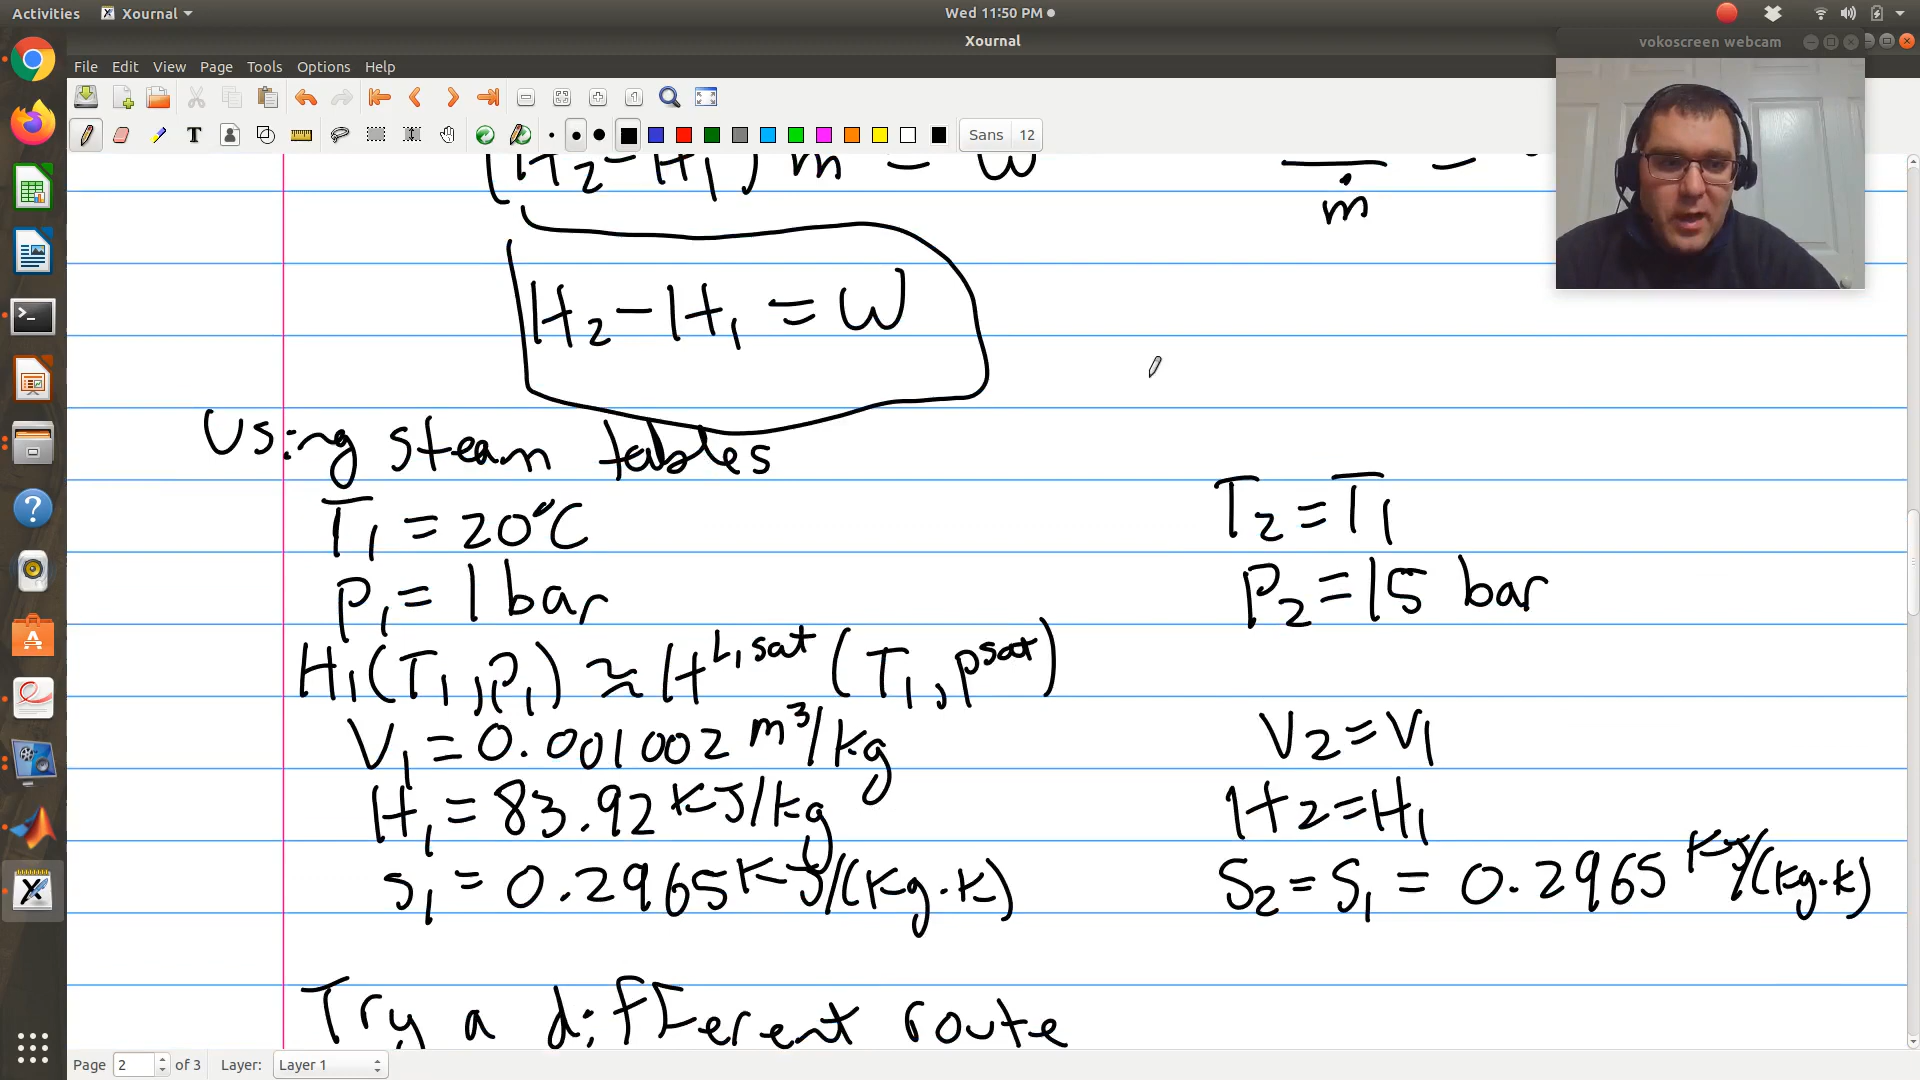 Activities Xournal Wed 11:50 PM
Xournal
vokoscreen webcam
File Edit View Page Tools Options Help
Sans 12
(H₂−H₁) ṁ = Ẇ
ṁ
H₂−H₁ = W
Using steam tables
T₁ = 20°C
T₂ = T₁
P₁ = 1 bar
P₂ = 15 bar
H₁(T₁,P₁) ≈ H^L,sat (T₁, P^sat)
V₁ = 0.001002 m³/kg
V₂ = V₁
H₁ = 83.92 KJ/kg
H₂ = H₁
S₁ = 0.2965 KJ/(kg·K)
S₂ = S₁ = 0.2965 KJ/(kg·K)
Try a different route
Page 2 of 3 Layer: Layer 1